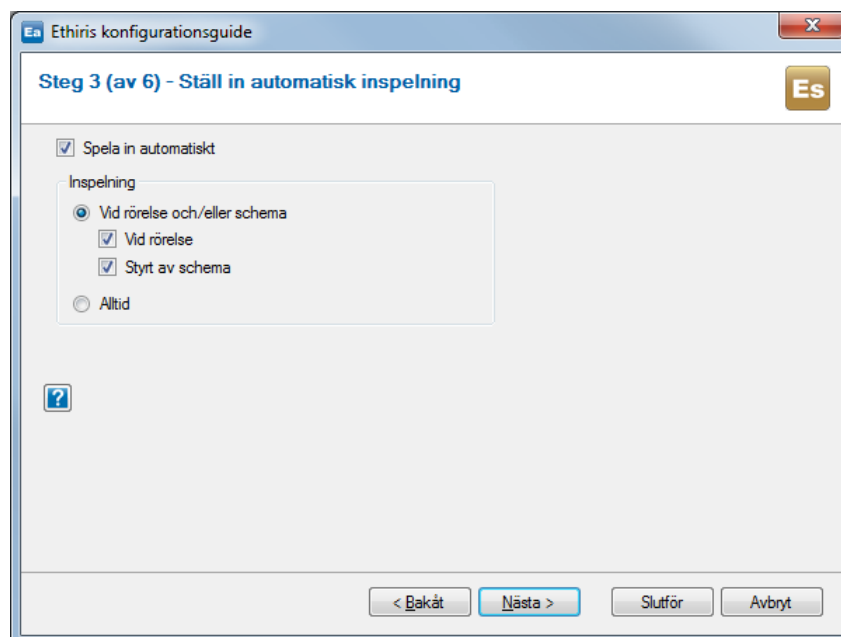 Ea Ethiris konfigurationsguide
X
Steg 3 (av 6) - Ställ in automatisk inspelning
Es
Spela in automatiskt
Inspelning
Vid rörelse och/eller schema
Vid rörelse
Styrt av schema
Alltid
?
< Bakåt Nästa > Slutför Avbryt